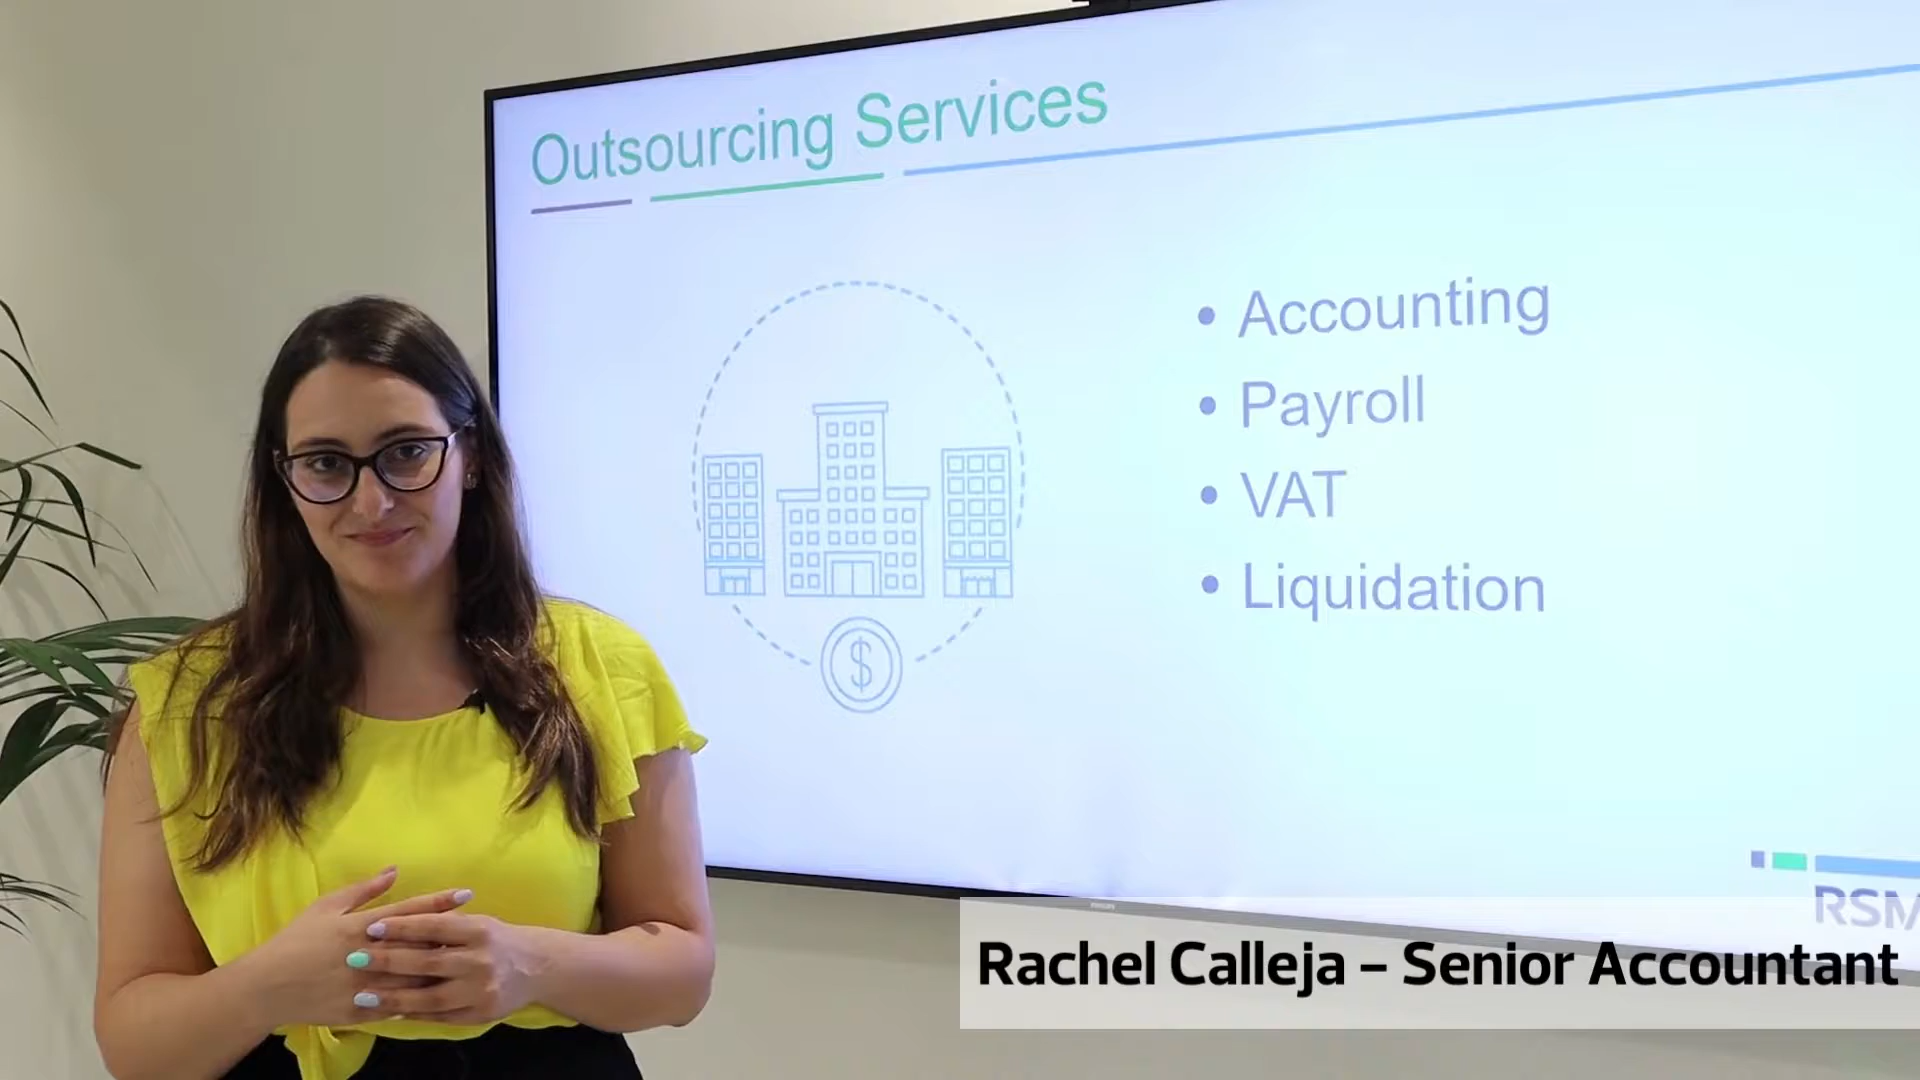 Outsourcing Services
• Accounting
• Payroll
• VAT
• Liquidation
$
RSM
Rachel Calleja – Senior Accountant